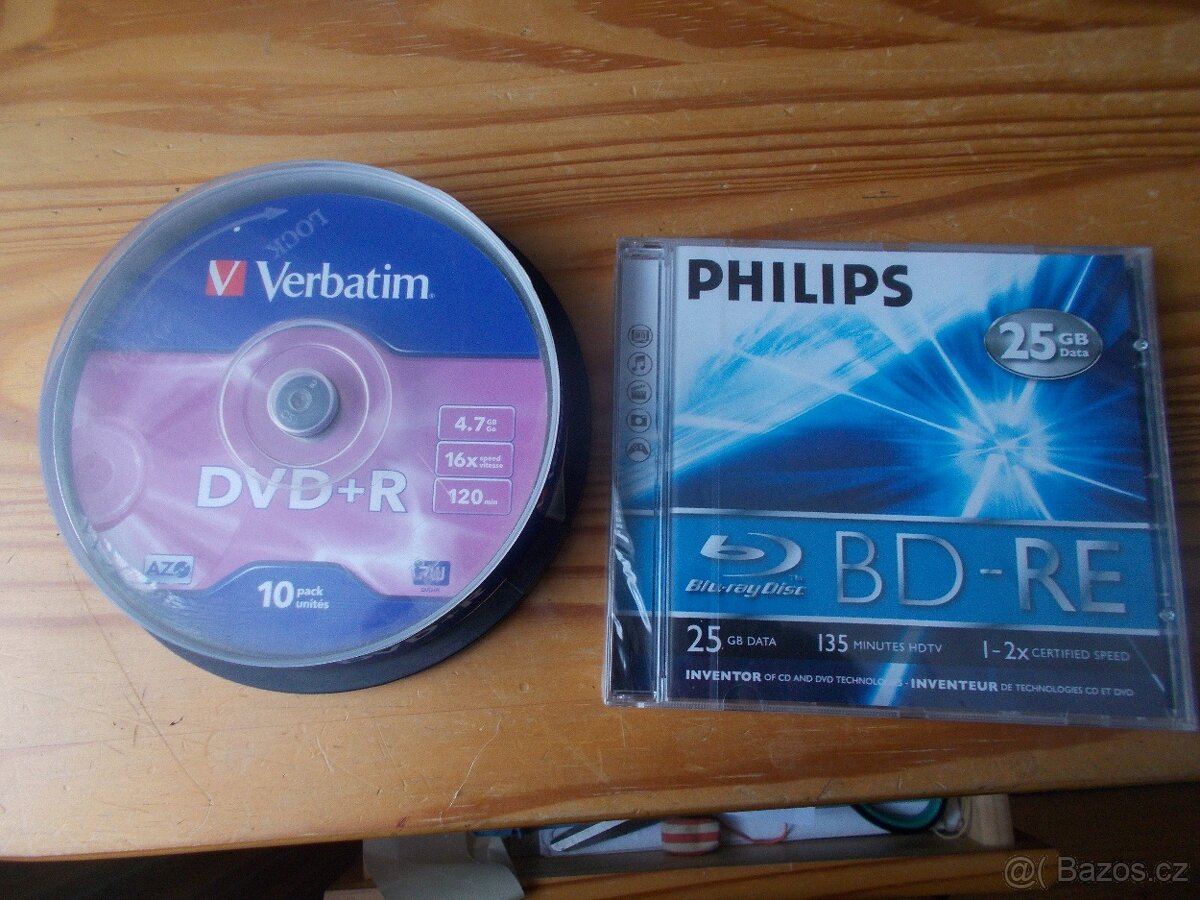 LOCK
Verbatim
4.7 GB Go
16x speed vitesse
120 min
DVD+R
AZO
10 pack unités
RW
PHILIPS
25 GB Data
Blu-ray Disc™
BD-RE
25 GB DATA 135 MINUTES HDTV 1-2x CERTIFIED SPEED
INVENTOR OF CD AND DVD TECHNOLOGIES - INVENTEUR DE TECHNOLOGIES CD ET DVD
@( Bazos.cz